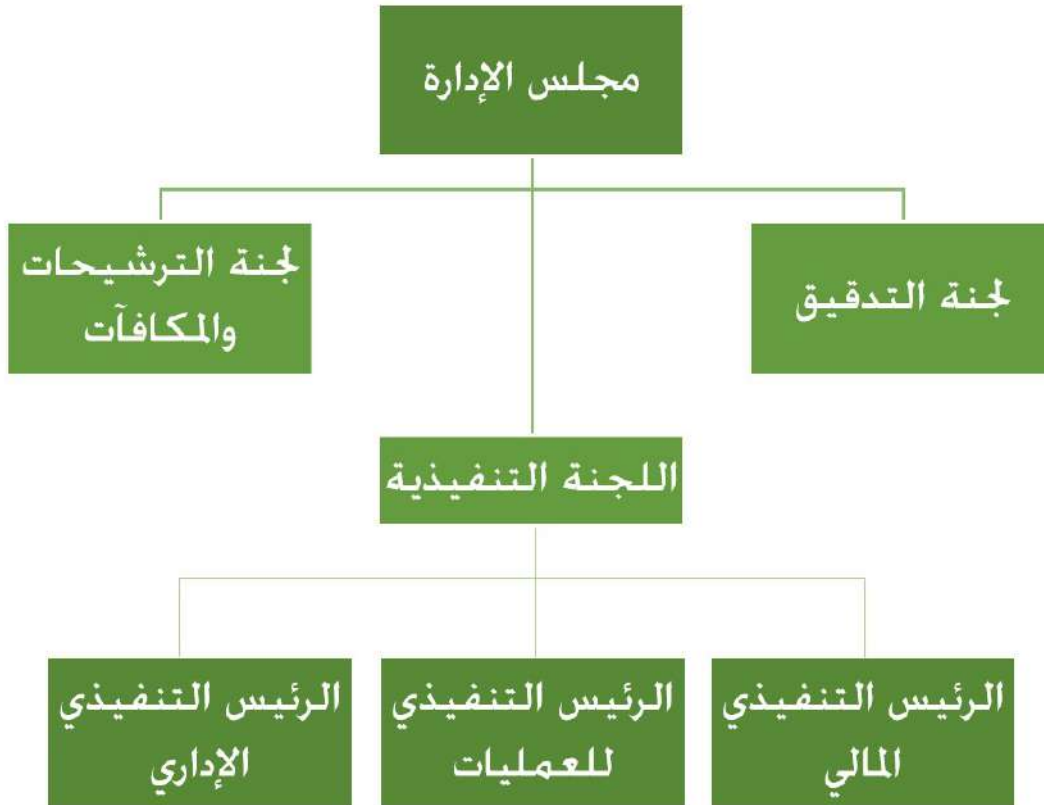 مجلس الإدارة
لجنة التدقيق
لجنة الترشيحات
والمكافآت
اللجنة التنفيذية
الرئيس التنفيذي
المالي
الرئيس التنفيذي
للعمليات
الرئيس التنفيذي
الإداري